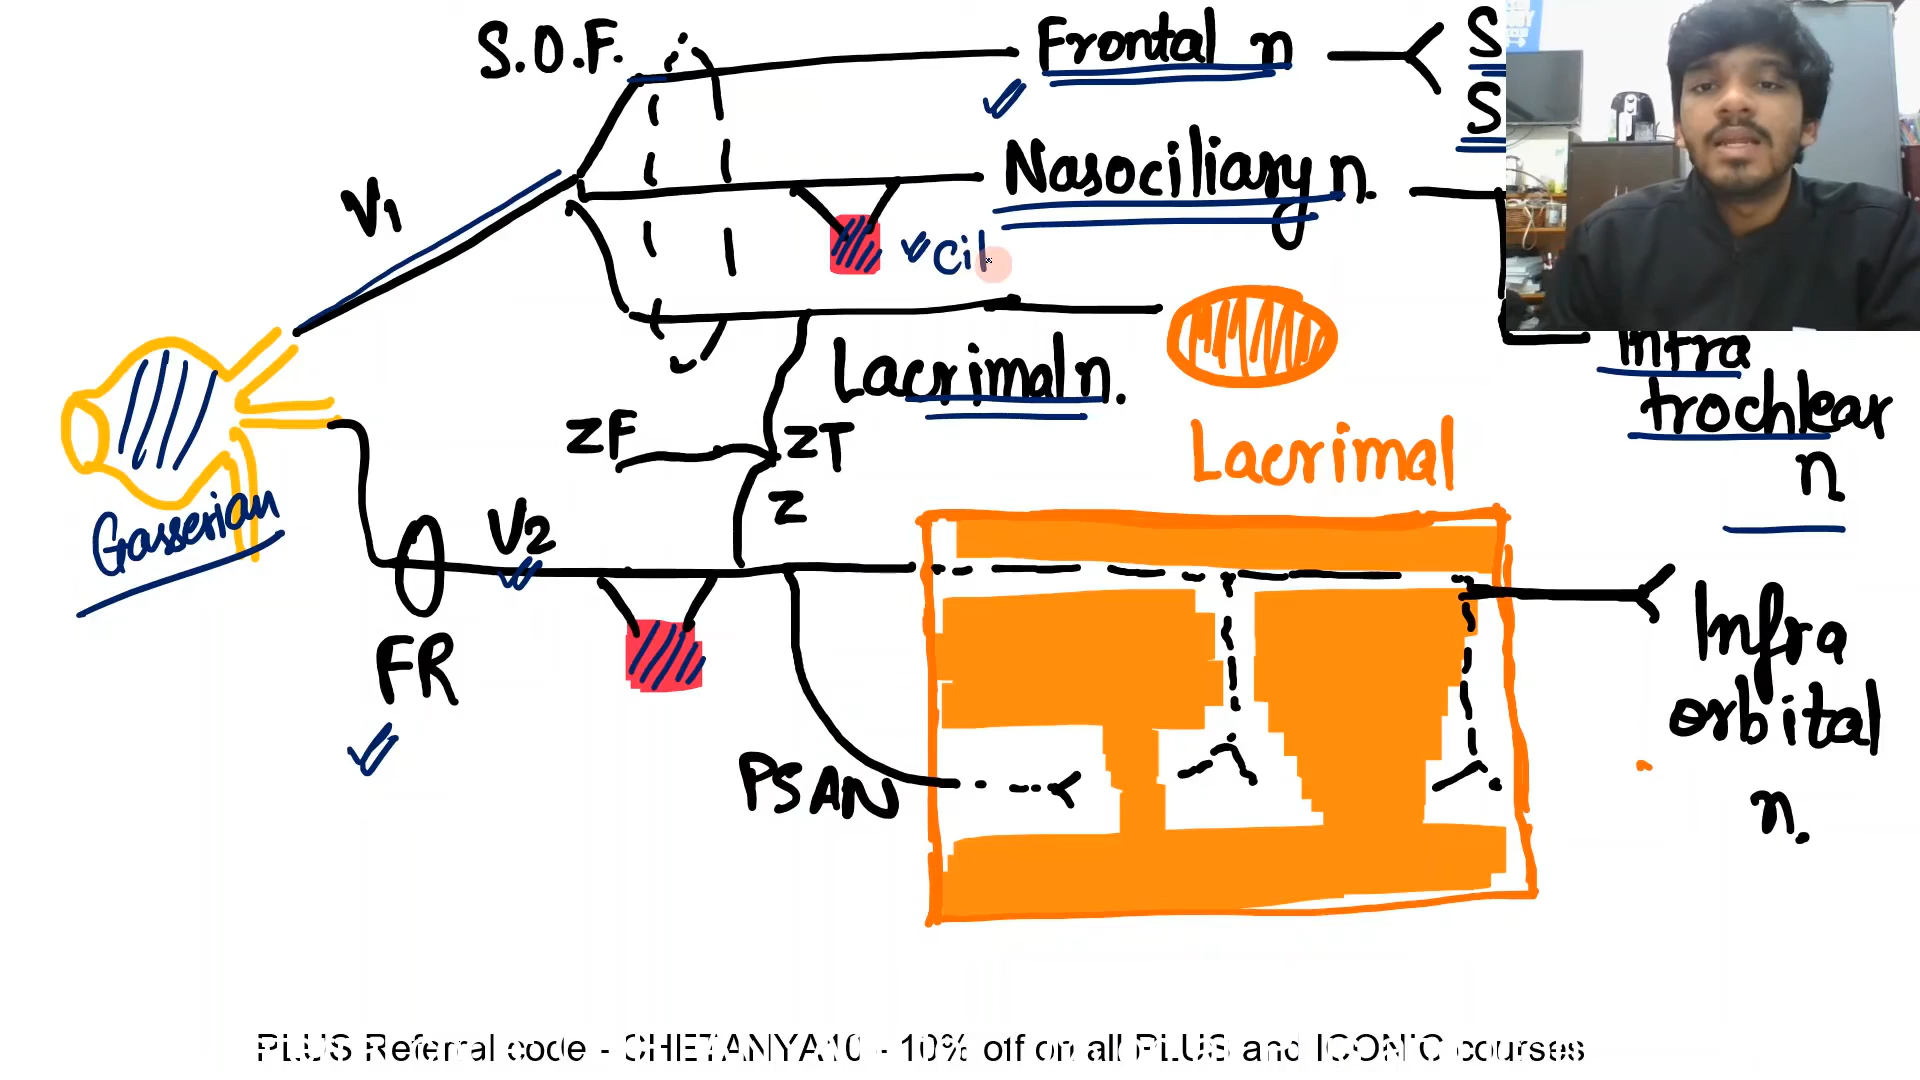 S.O.F.
Frontal n
S
S
V1
Nasociliary n.
Cil
Lacrimal n.
Infra
trochlear
n
ZF
ZT
Z
Lacrimal
Gasserian
V2
FR
PSAN
Infra
orbital
n.
PLUS Referral code - CHETANYA10 - 10% off on all PLUS and ICONIC courses